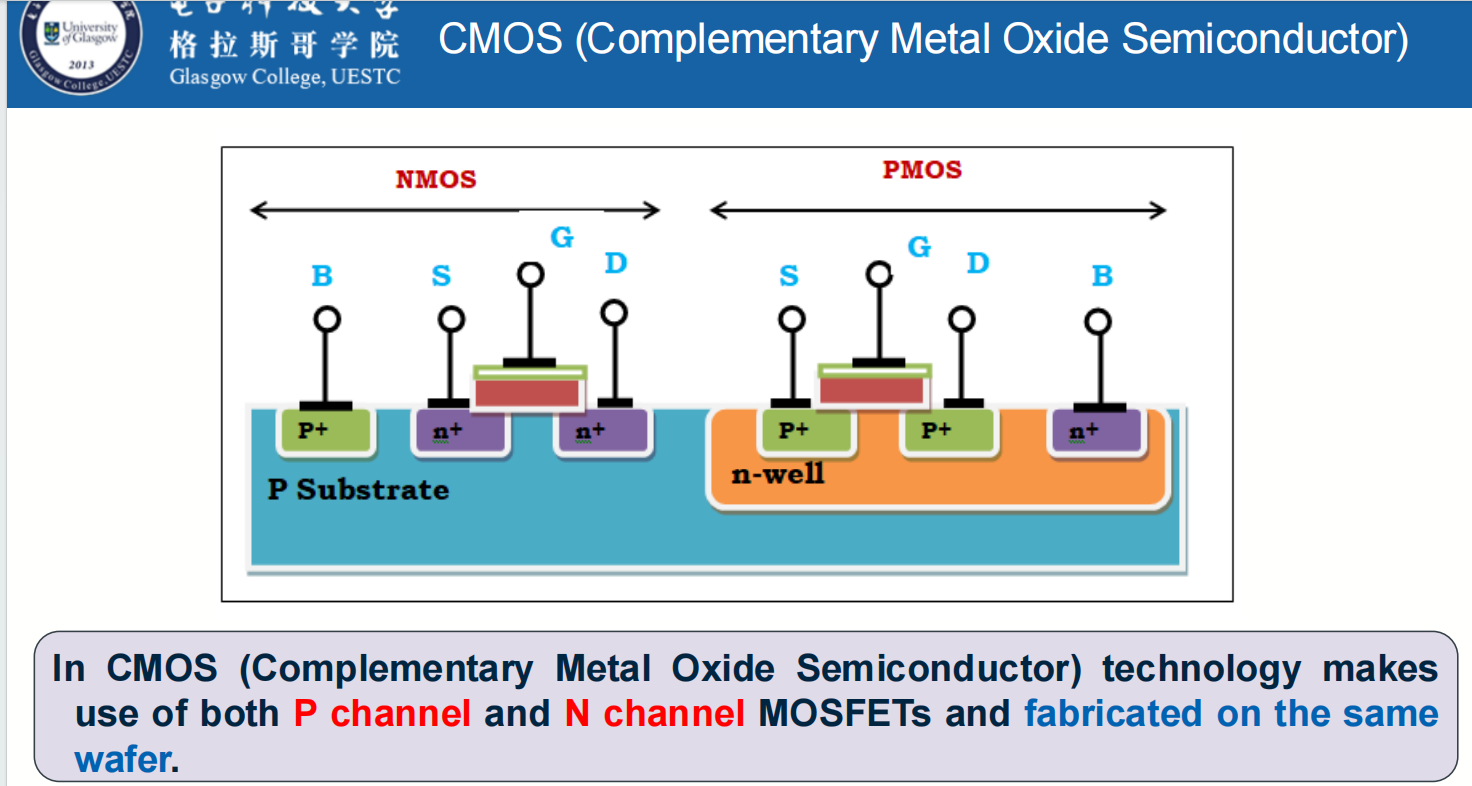 University
of Glasgow
2013
Glasgow College, UESTC
格拉斯哥学院
Glasgow College, UESTC
CMOS (Complementary Metal Oxide Semiconductor)
NMOS
PMOS
B
S
G
D
S
G
D
B
P+
n+
n+
P+
P+
n+
P Substrate
n-well
In CMOS (Complementary Metal Oxide Semiconductor) technology makes
use of both P channel and N channel MOSFETs and fabricated on the same
wafer.